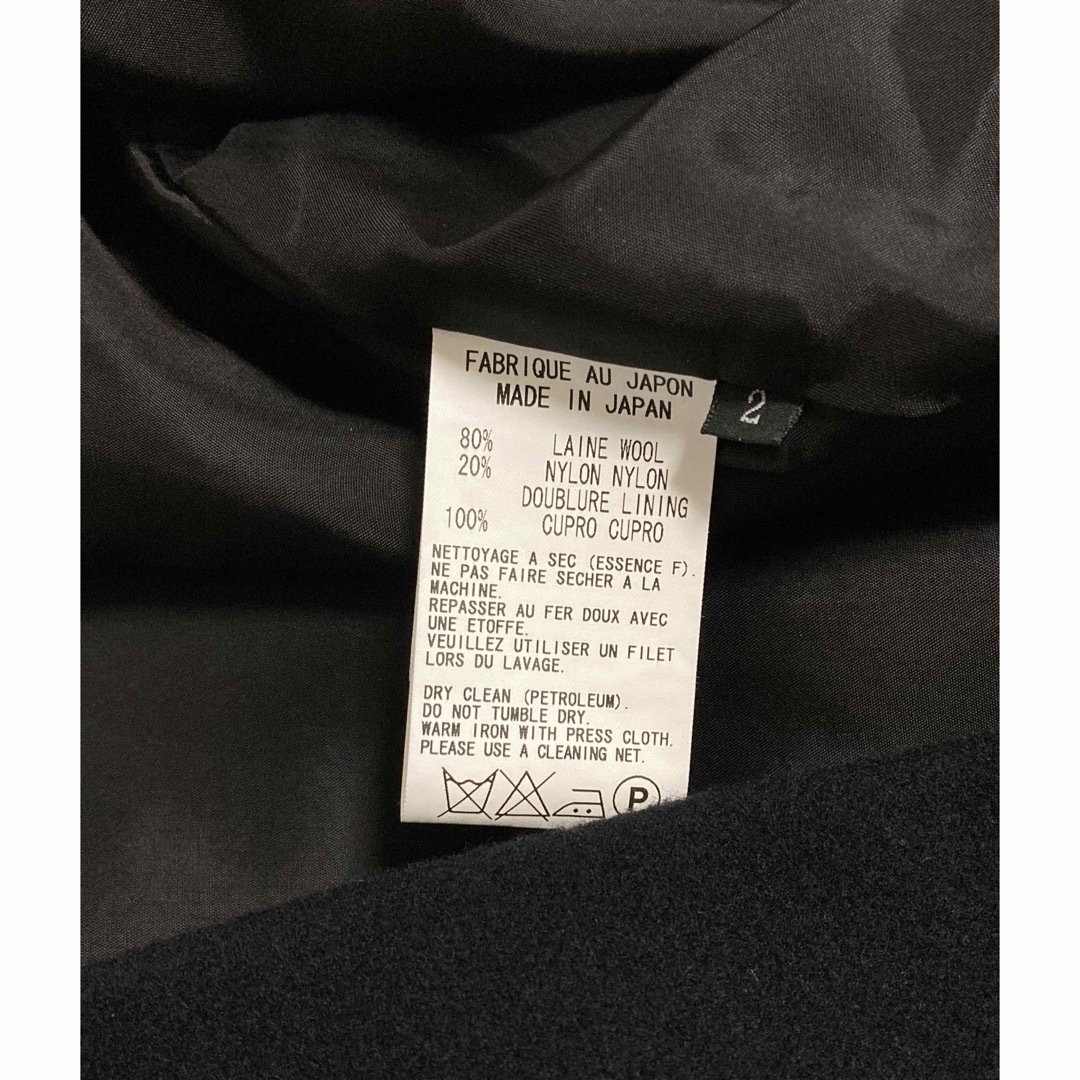 FABRIQUE AU JAPON
MADE IN JAPAN
2
80% LAINE WOOL
20% NYLON NYLON
DOUBLURE LINING
100% CUPRO CUPRO
NETTOYAGE A SEC (ESSENCE F).
NE PAS FAIRE SECHER A LA
MACHINE.
REPASSER AU FER DOUX AVEC
UNE ETOFFE.
VEUILLEZ UTILISER UN FILET
LORS DU LAVAGE.
DRY CLEAN (PETROLEUM).
DO NOT TUMBLE DRY.
WARM IRON WITH PRESS CLOTH.
PLEASE USE A CLEANING NET.
P